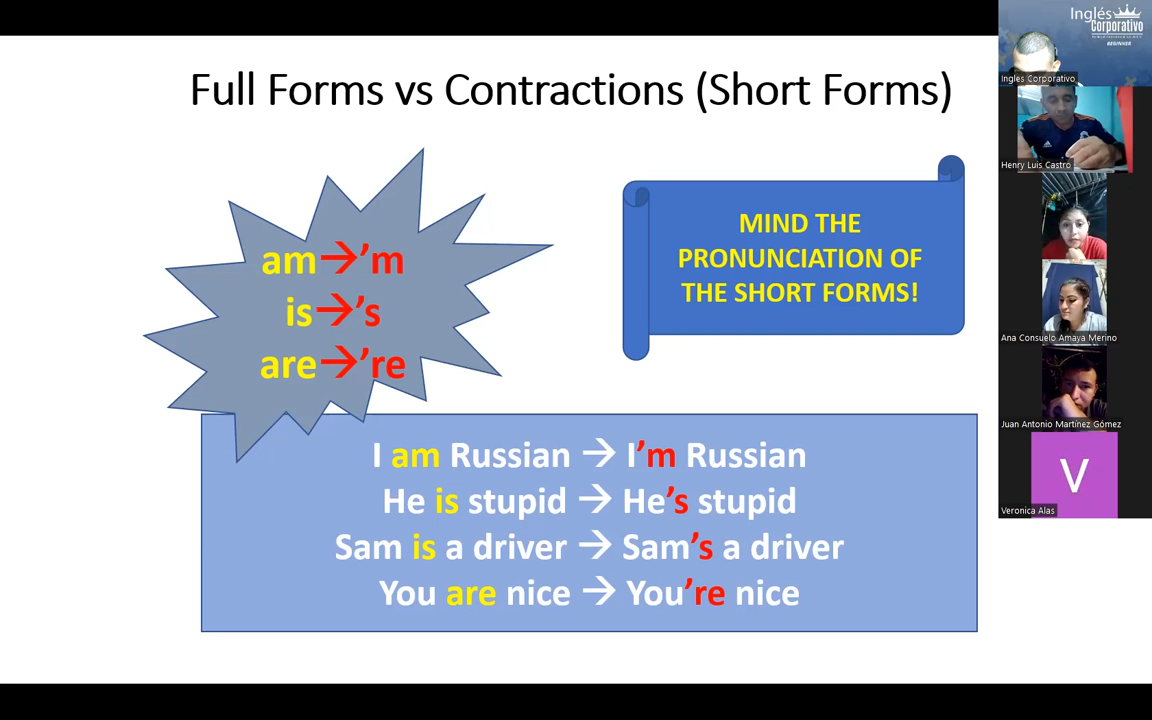 Full Forms vs Contractions (Short Forms)
am→'m
is→'s
are→'re
MIND THE
PRONUNCIATION OF
THE SHORT FORMS!
I am Russian → I'm Russian
He is stupid → He's stupid
Sam is a driver → Sam's a driver
You are nice → You're nice
Inglés
Corporativo
BEGINNER
Ingles Corporativo
Henry Luis Castro
Ana Consuelo Amaya Merino
Juan Antonio Martínez Gómez
V
Veronica Alas